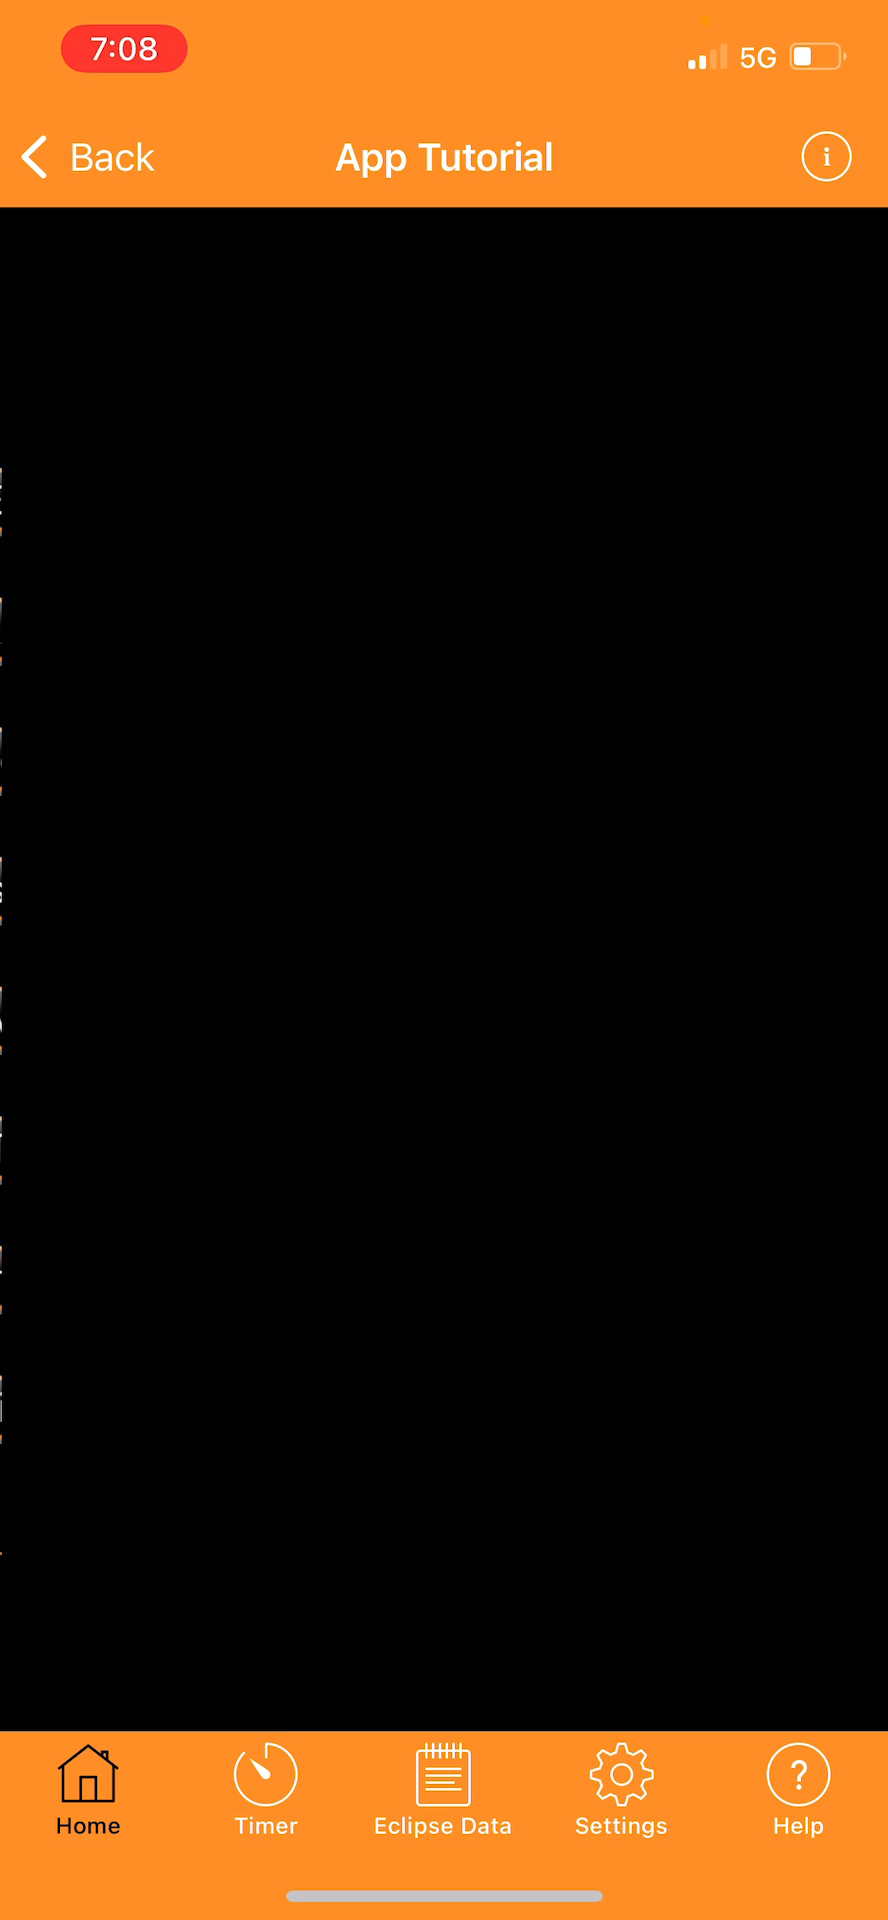 7:08
5G
Back
App Tutorial
i
Home
Timer
Eclipse Data
Settings
?
Help